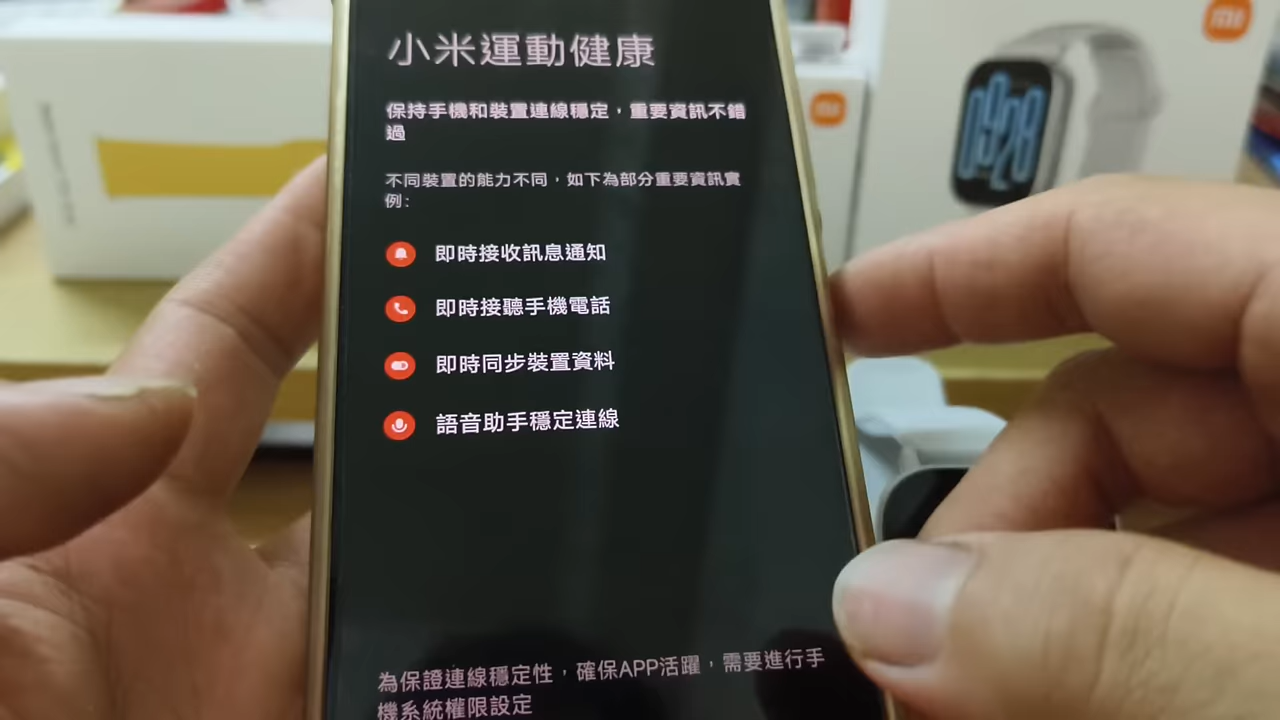 小米運動健康
保持手機和裝置連線穩定，重要資訊不錯
過
不同裝置的能力不同，如下為部分重要資訊實
例：
即時接收訊息通知
即時接聽手機電話
即時同步裝置資料
語音助手穩定連線
為保證連線穩定性，確保APP活躍，需要進行手
機系統權限設定
mi
mi
0928